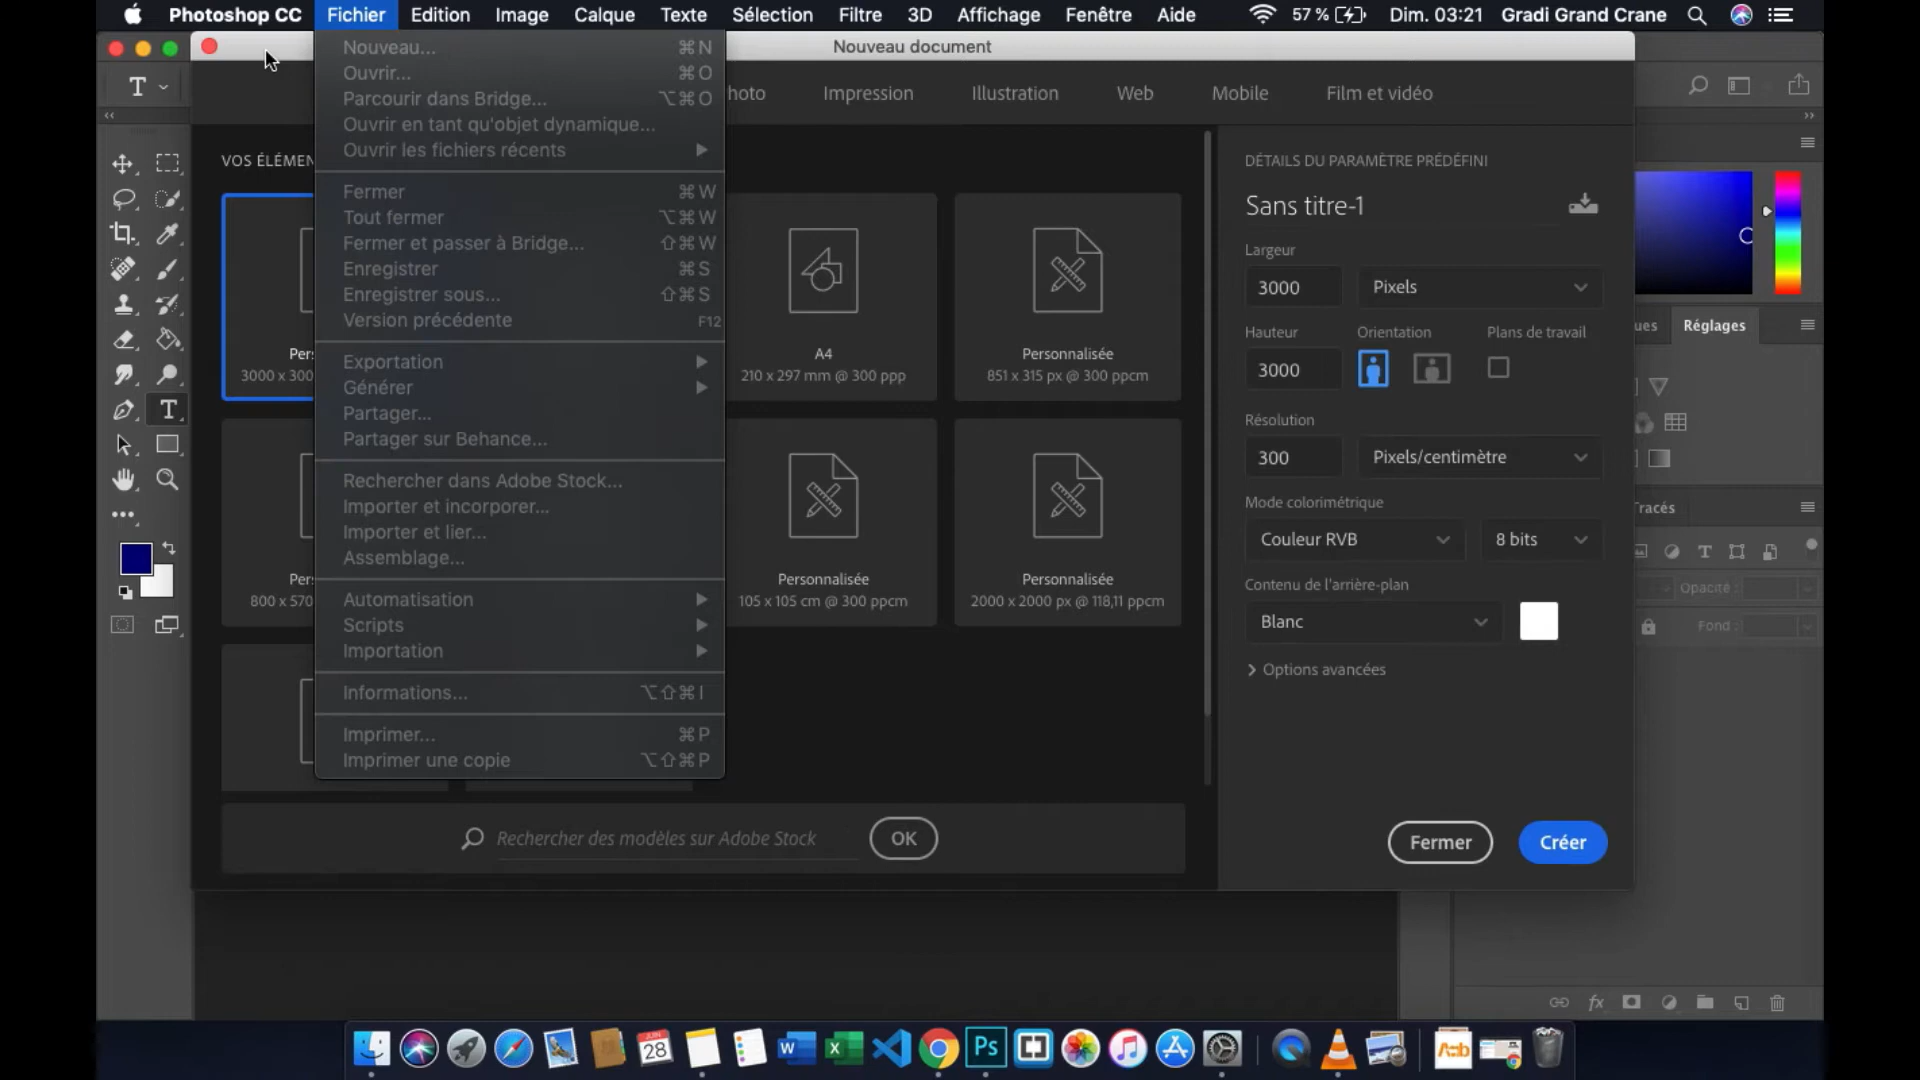 Photoshop CC Fichier Edition Image Calque Texte Sélection Filtre 3D Affichage Fenêtre Aide 57 % Dim. 03:21 Gradi Grand Crane
Nouveau document
Nouveau... ⌘N
Ouvrir... ⌘O
Parcourir dans Bridge... ⌥⌘O
Ouvrir en tant qu'objet dynamique...
Ouvrir les fichiers récents
Fermer ⌘W
Tout fermer ⌥⌘W
Fermer et passer à Bridge... ⇧⌘W
Enregistrer ⌘S
Enregistrer sous... ⇧⌘S
Version précédente F12
Exportation
Générer
Partager...
Partager sur Behance...
Rechercher dans Adobe Stock...
Importer et incorporer...
Importer et lier...
Assemblage...
Automatisation
Scripts
Importation
Informations... ⌥⇧⌘I
Imprimer... ⌘P
Imprimer une copie ⌥⇧⌘P
hoto Impression Illustration Web Mobile Film et vidéo
VOS ÉLÉMEN
Per
3000 x 300
A4
210 x 297 mm @ 300 ppp
Personnalisée
851 x 315 px @ 300 ppcm
Per
800 x 570
Personnalisée
105 x 105 cm @ 300 ppcm
Personnalisée
2000 x 2000 px @ 118,11 ppcm
Rechercher des modèles sur Adobe Stock OK
DÉTAILS DU PARAMÈTRE PRÉDÉFINI
Sans titre-1
Largeur
3000 Pixels
Hauteur Orientation Plans de travail
3000
Résolution
300 Pixels/centimètre
Mode colorimétrique
Couleur RVB 8 bits
Contenu de l'arrière-plan
Blanc
Options avancées
Fermer Créer
ues Réglages
Tracés
Opacité :
Fond :
fx
JUIN
28
W X Ps